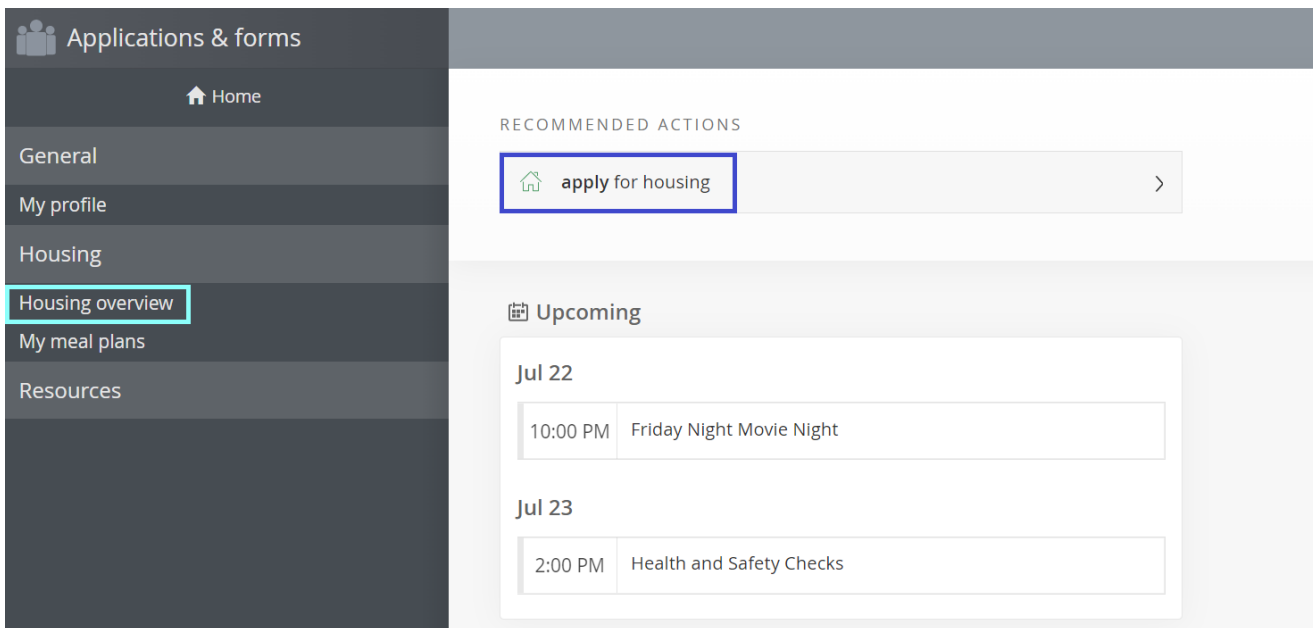 Applications & forms
Home
General
My profile
Housing
Housing overview
My meal plans
Resources
RECOMMENDED ACTIONS
apply for housing
Upcoming
Jul 22
10:00 PM Friday Night Movie Night
Jul 23
2:00 PM Health and Safety Checks